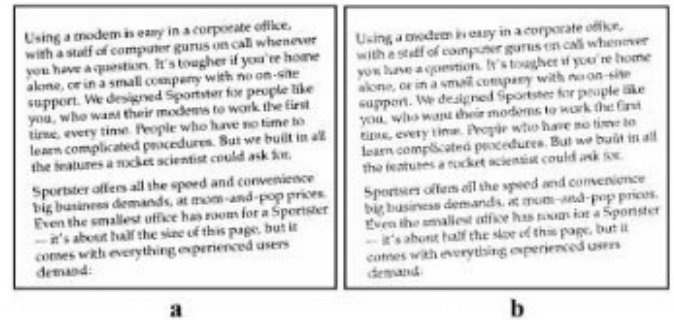 Using a modem is easy in a corporate office,
with a staff of computer gurus on call whenever
you have a question. It's tougher if you're home
alone, or in a small company with no on-site
support. We designed Sportster for people like
you, who want their modems to work the first
time, every time. People who have no time to
learn complicated procedures. But we built in all
the features a rocket scientist could ask for.
Sportster offers all the speed and convenience
big business demands, at mom-and-pop prices.
Even the smallest office has room for a Sportster
— it's about half the size of this page, but it
comes with everything experienced users
demand:
a
Using a modem is easy in a corporate office,
with a staff of computer gurus on call whenever
you have a question. It's tougher if you're home
alone, or in a small company with no on-site
support. We designed Sportster for people like
you, who want their modems to work the first
time, every time. People who have no time to
learn complicated procedures. But we built in all
the features a rocket scientist could ask for.
Sportster offers all the speed and convenience
big business demands, at mom-and-pop prices.
Even the smallest office has room for a Sportster
— it's about half the size of this page, but it
comes with everything experienced users
demand:
b